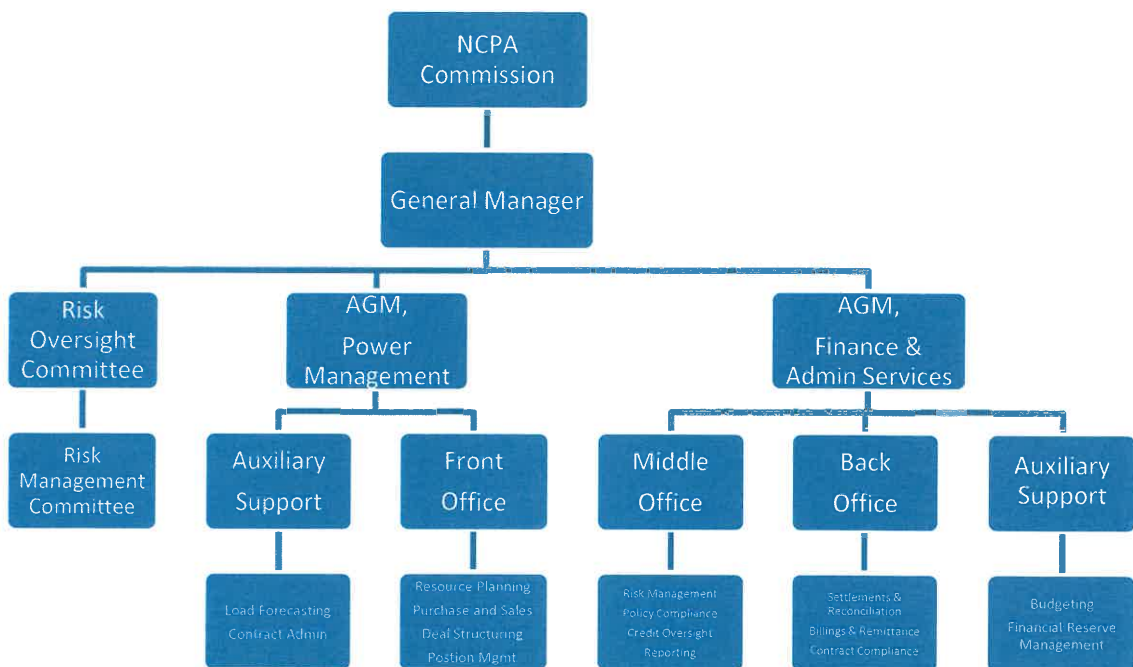 NCPA
Commission
General Manager
Risk
Oversight
Committee
AGM,
Power
Management
AGM,
Finance &
Admin Services
Risk
Management
Committee
Auxiliary
Support
Front
Office
Middle
Office
Back
Office
Auxiliary
Support
Load Forecasting
Contract Admin
Resource Planning
Purchase and Sales
Deal Structuring
Postion Mgmt
Risk Management
Policy Compliance
Credit Oversight
Reporting
Settlements &
Reconciliation
Billings & Remittance
Contract Compliance
Budgeting
Financial Reserve
Management